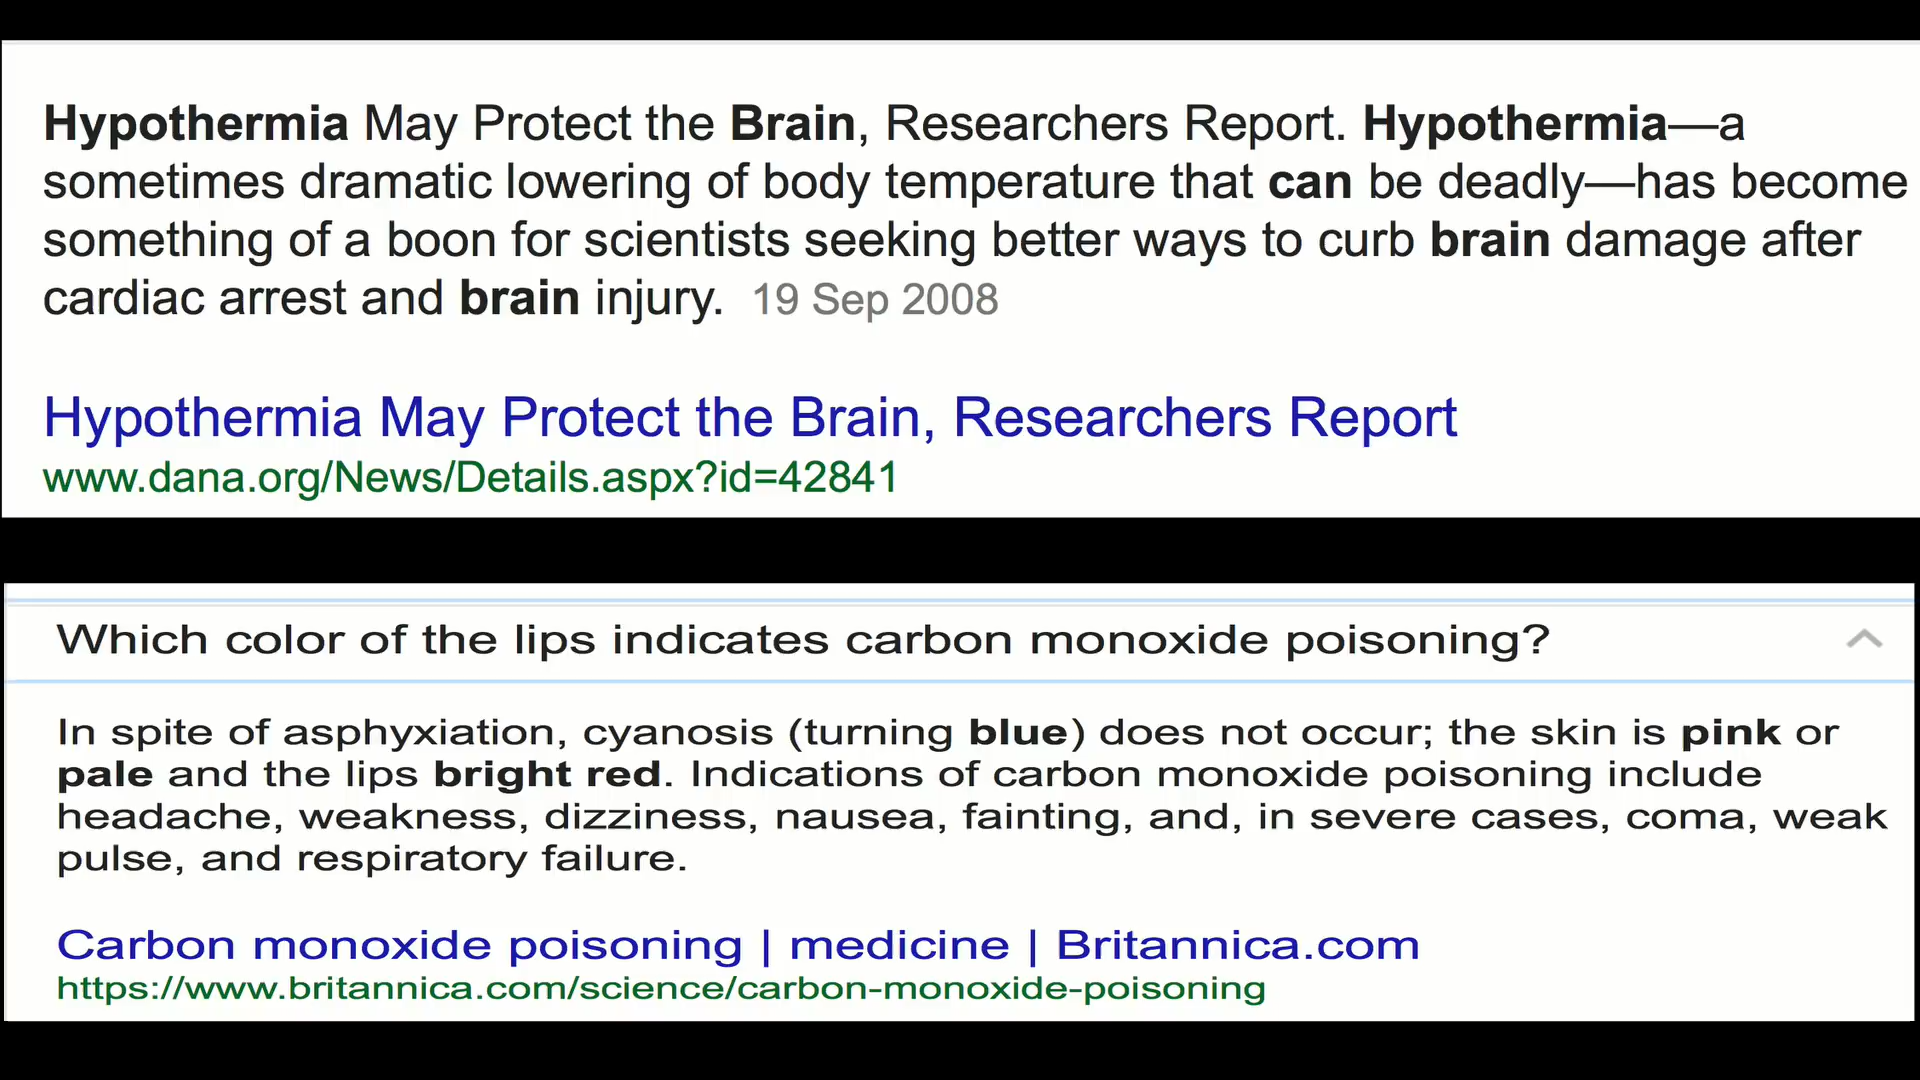 Hypothermia May Protect the Brain, Researchers Report. Hypothermia—a
sometimes dramatic lowering of body temperature that can be deadly—has become
something of a boon for scientists seeking better ways to curb brain damage after
cardiac arrest and brain injury. 19 Sep 2008
Hypothermia May Protect the Brain, Researchers Report
www.dana.org/News/Details.aspx?id=42841
Which color of the lips indicates carbon monoxide poisoning?
In spite of asphyxiation, cyanosis (turning blue) does not occur; the skin is pink or
pale and the lips bright red. Indications of carbon monoxide poisoning include
headache, weakness, dizziness, nausea, fainting, and, in severe cases, coma, weak
pulse, and respiratory failure.
Carbon monoxide poisoning | medicine | Britannica.com
https://www.britannica.com/science/carbon-monoxide-poisoning